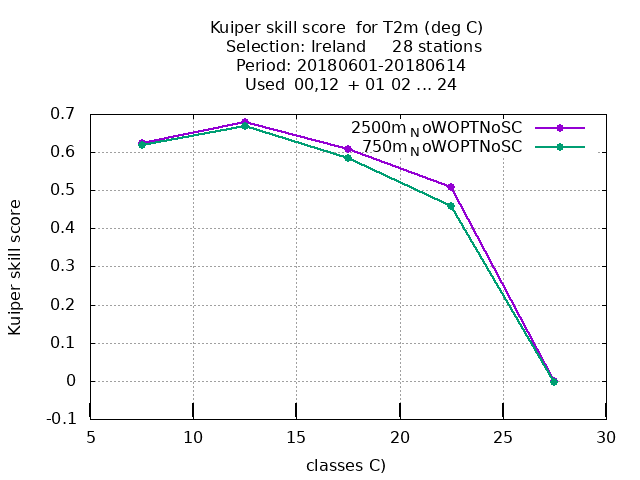 Kuiper skill score  for T2m (deg C)
Selection: Ireland     28 stations
Period: 20180601-20180614
Used  00,12  + 01 02 ... 24
0.7
0.6
0.5
0.4
0.3
0.2
0.1
0
-0.1
Kuiper skill score
2500m_NoWOPTNoSC
750m_NoWOPTNoSC
5 10 15 20 25 30
classes C)